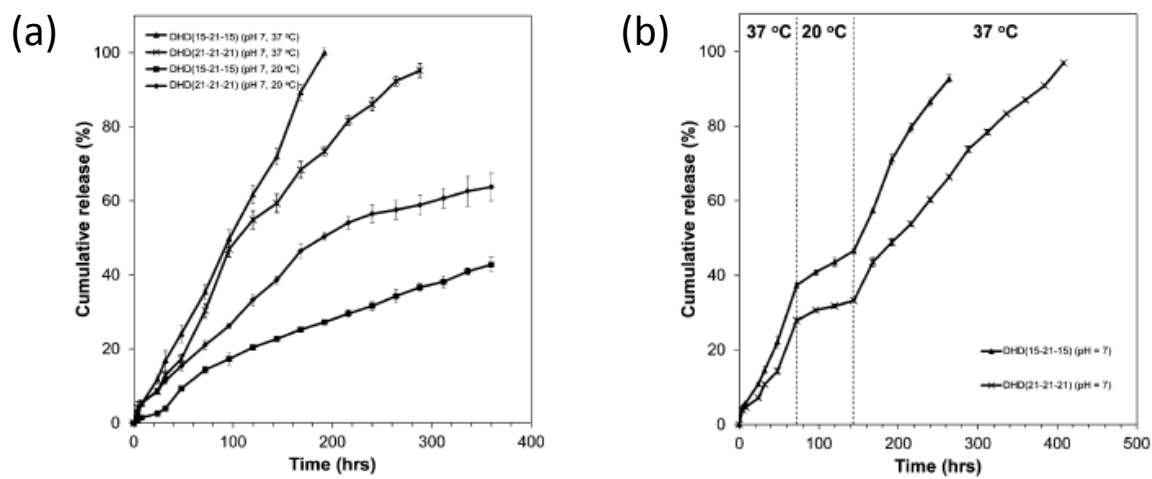 (a)
DHD(15-21-15) (pH 7, 37 °C)
DHD(21-21-21) (pH 7, 37 °C)
DHD(15-21-15) (pH 7, 20 °C)
DHD(21-21-21) (pH 7, 20 °C)
100
80
60
40
20
0
Cumulative release (%)
0 100 200 300 400
Time (hrs)
(b)
37 °C 20 °C 37 °C
100
80
60
40
20
0
Cumulative release (%)
DHD(15-21-15) (pH = 7)
DHD(21-21-21) (pH = 7)
0 100 200 300 400 500
Time (hrs)